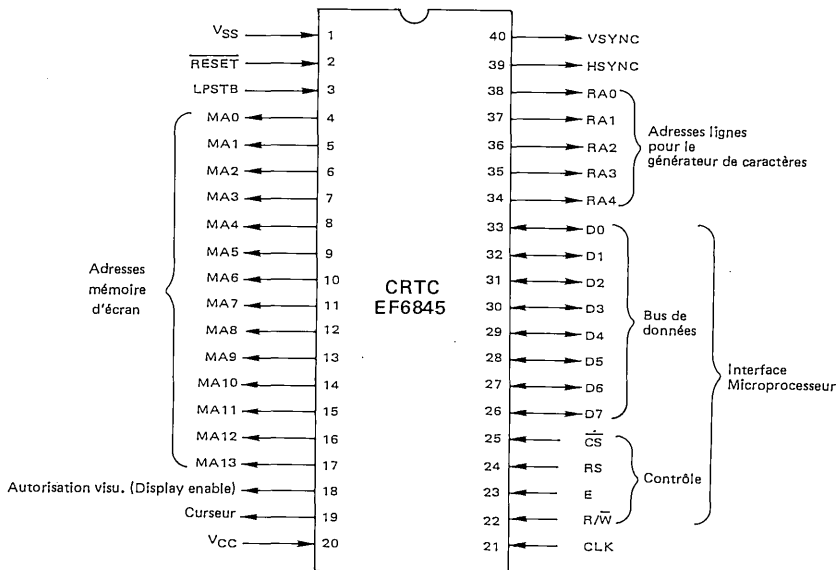 VSS 1
RESET 2
LPSTB 3
MA0 4
MA1 5
MA2 6
MA3 7
MA4 8
MA5 9
MA6 10
MA7 11
MA8 12
MA9 13
MA10 14
MA11 15
MA12 16
MA13 17
Autorisation visu. (Display enable) 18
Curseur 19
VCC 20
Adresses
mémoire
d'écran
CRTC
EF6845
40 VSYNC
39 HSYNC
38 RA0
37 RA1
36 RA2
35 RA3
34 RA4
33 D0
32 D1
31 D2
30 D3
29 D4
28 D5
27 D6
26 D7
25 CS
24 RS
23 E
22 R/W
21 CLK
Adresses lignes
pour le
générateur de caractères
Bus de
données
Contrôle
Interface
Microprocesseur